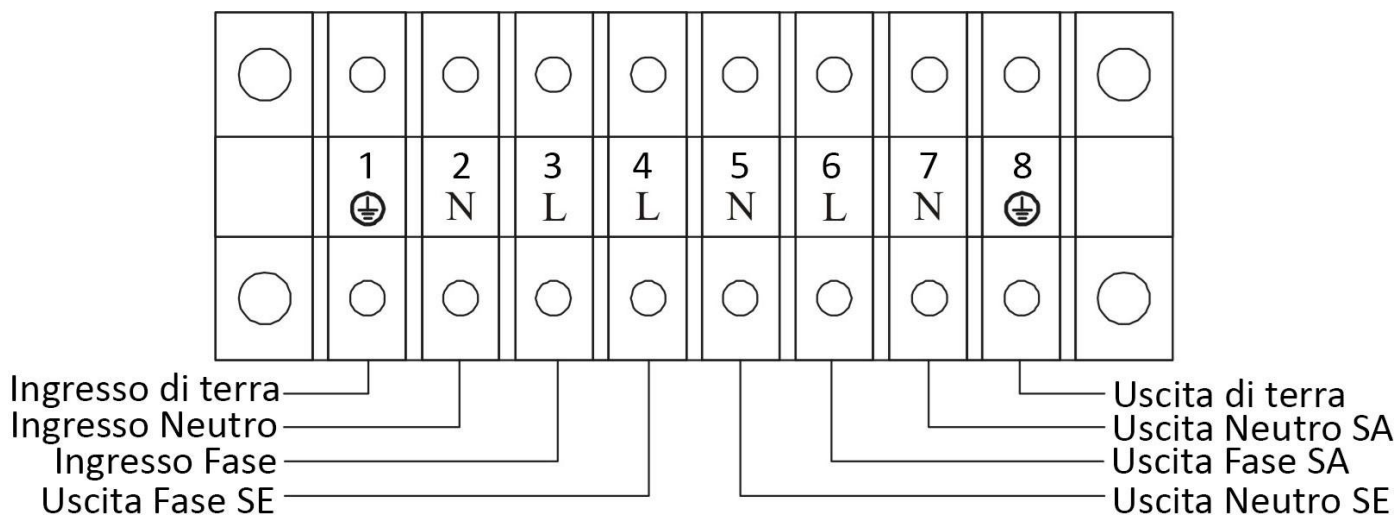 1 2 3 4 5 6 7 8
N L L N L N
Ingresso di terra
Ingresso Neutro
Ingresso Fase
Uscita Fase SE
Uscita di terra
Uscita Neutro SA
Uscita Fase SA
Uscita Neutro SE